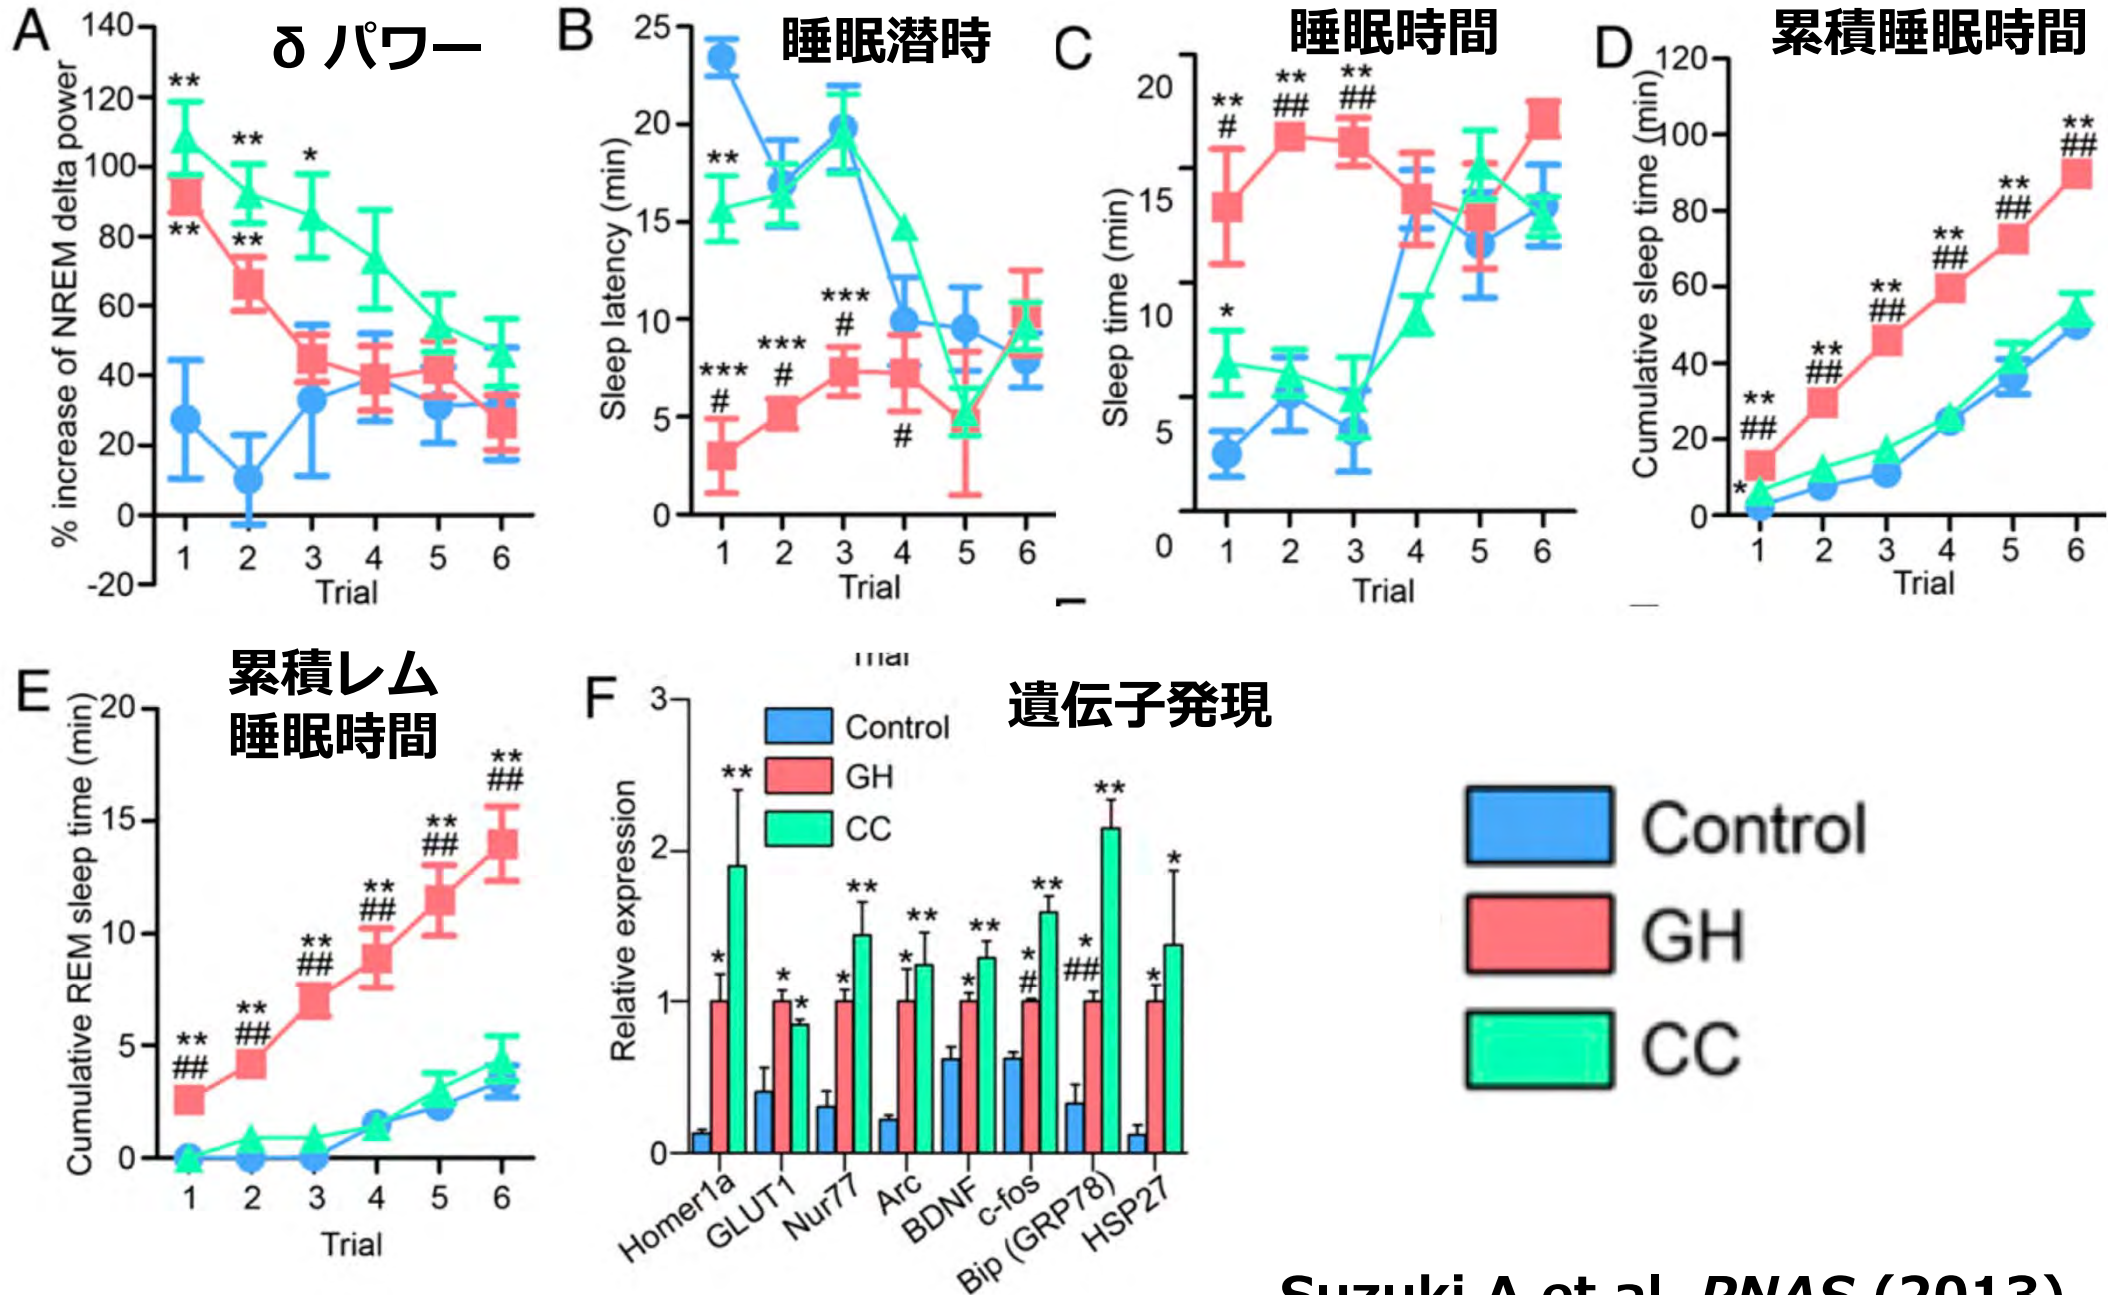 A
δ パワー
% increase of NREM delta power
140
120
100
80
60
40
20
0
-20
**
**
*
**
**
1 2 3 4 5 6
Trial
B
睡眠潜時
Sleep latency (min)
25
20
15
10
5
0
**
***
#
***
#
***
#
#
1 2 3 4 5 6
Trial
C
睡眠時間
Sleep time (min)
20
15
10
5
0
**
#
**
##
**
##
*
1 2 3 4 5 6
Trial
D
累積睡眠時間
Cumulative sleep time (min)
120
100
80
60
40
20
0
**
##
**
##
**
##
**
##
**
##
**
##
*
1 2 3 4 5 6
Trial
E
累積レム
睡眠時間
Cumulative REM sleep time (min)
20
15
10
5
0
**
##
**
##
**
##
**
##
**
##
**
##
1 2 3 4 5 6
Trial
Trial
F
遺伝子発現
Relative expression
3
2
1
0
Control
GH
CC
* **
* *
* **
* **
* **
*
# **
*
## **
* *
Homer1a
GLUT1
Nur77
Arc
BDNF
c-fos
Bip (GRP78)
HSP27
Control
GH
CC
Suzuki A et al. PNAS (2013)